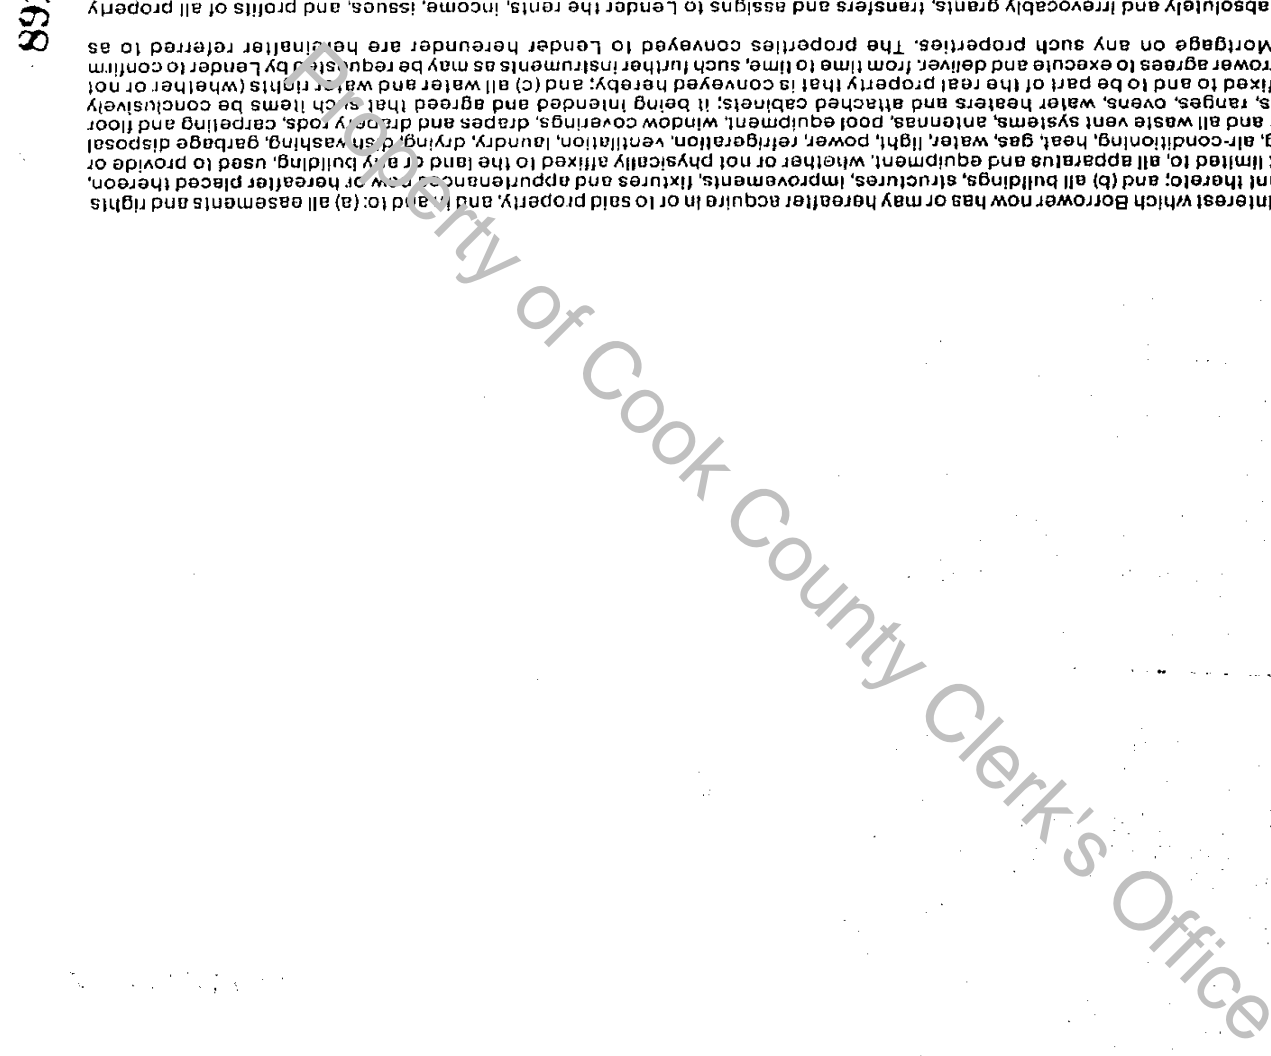 Interest which Borrower now has or may hereafter acquire in or to said property, and in and to: (a) all easements and rights
nt thereto; and (b) all buildings, structures, improvements, fixtures and appurtenances now or hereafter placed thereon,
t limited to, all apparatus and equipment, whether or not physically affixed to the land or any building, used to provide or
g, air-conditioning, heat, gas, water, light, power, refrigeration, ventilation, laundry, drying, dish washing, garbage disposal
and all waste vent systems, antennas, pool equipment, window coverings, drapes and drapery rods, carpeting and floor
s, ranges, ovens, water heaters and attached cabinets; it being intended and agreed that such items be conclusively
fixed to and to be part of the real property that is conveyed hereby; and (c) all water and water rights (whether or not
rower agrees to execute and deliver, from time to time, such further instruments as may be requested by Lender to confirm
Mortgage on any such properties. The properties conveyed to Lender hereunder are hereinafter referred to as
absolutely and irrevocably grants, transfers and assigns to Lender the rents, income, issues, and profits of all property
Property of Cook County Clerk's Office